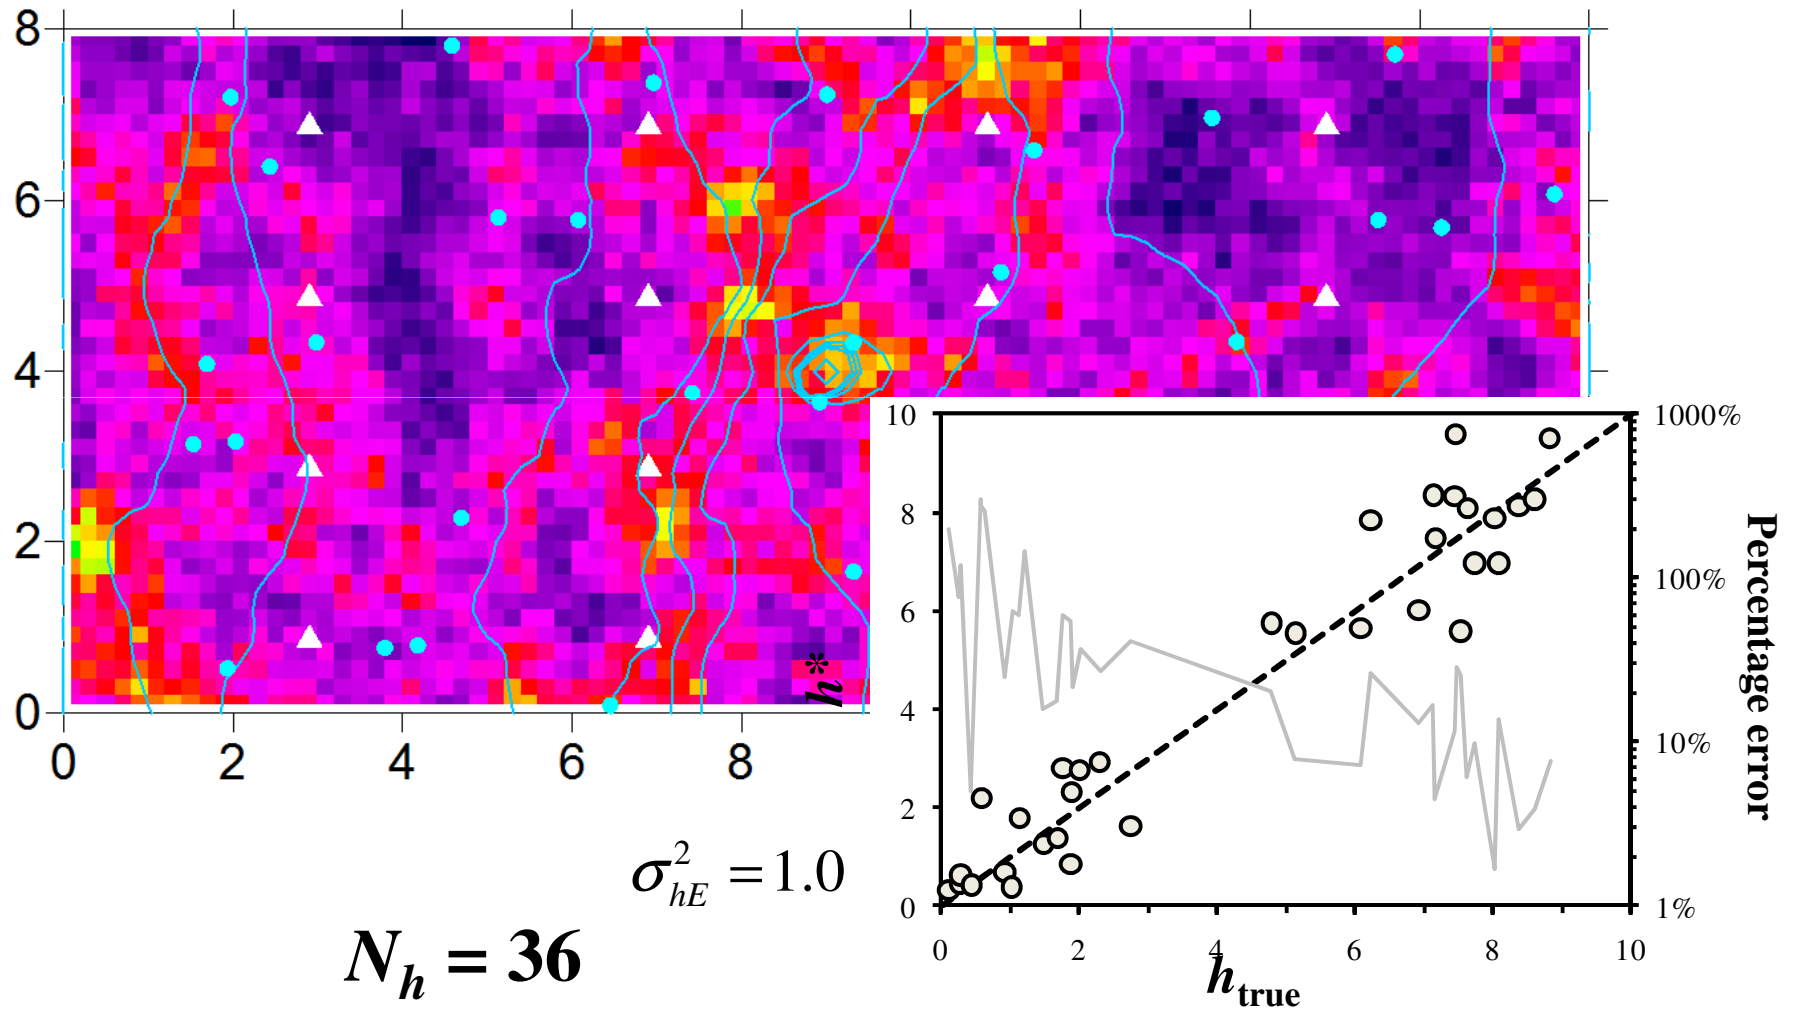 8
6
4
2
0
0 2 4 6 8
h*
10
8
6
4
2
0
0 2 4 6 8 10
h_true
1000%
100%
10%
1%
Percentage error
σ²_hE = 1.0
N_h = 36